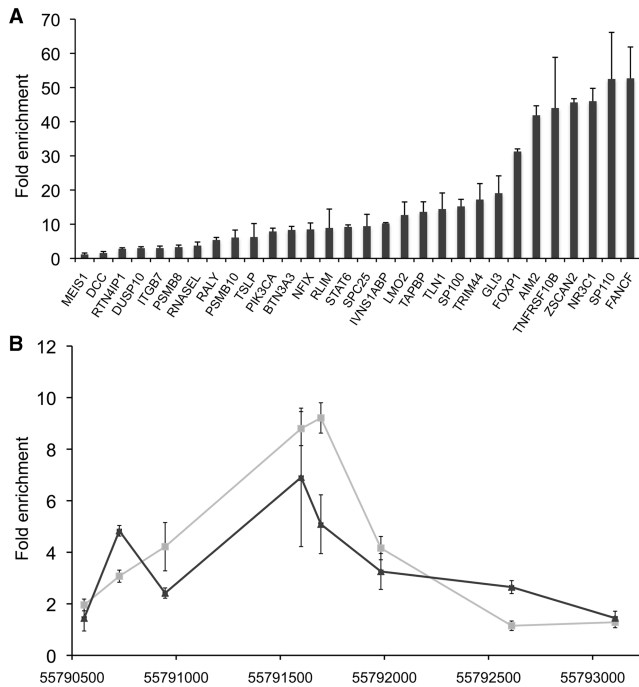 A
Fold enrichment
70
60
50
40
30
20
10
0
MEIS1
DCC
RTN4IP1
DUSP10
ITGB7
PSMB8
RNASEL
RALY
PSMB10
TSLP
PIK3CA
BTN3A3
NFIX
RLIM
STAT6
SPC25
IVNS1ABP
LMO2
TAPBP
TLN1
SP100
TRIM44
GLI3
FOXP1
AIM2
TNFRSF10B
ZSCAN2
NR3C1
SP110
FANCF
B
Fold enrichment
12
10
8
6
4
2
0
55790500 55791000 55791500 55792000 55792500 55793000